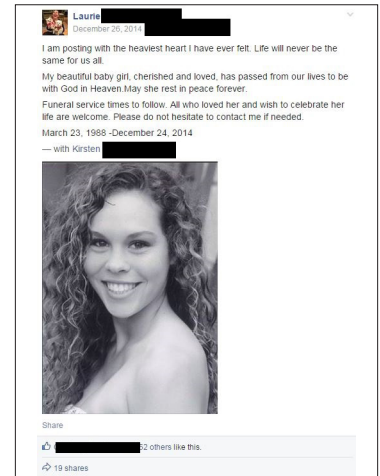 Laurie
December 26, 2014
I am posting with the heaviest heart I have ever felt. Life will never be the
same for us all.
My beautiful baby girl, cherished and loved, has passed from our lives to be
with God in Heaven.May she rest in peace forever.
Funeral service times to follow. All who loved her and wish to celebrate her
life are welcome. Please do not hesitate to contact me if needed.
March 23, 1988 -December 24, 2014
— with Kirsten
Share
62 others like this.
19 shares